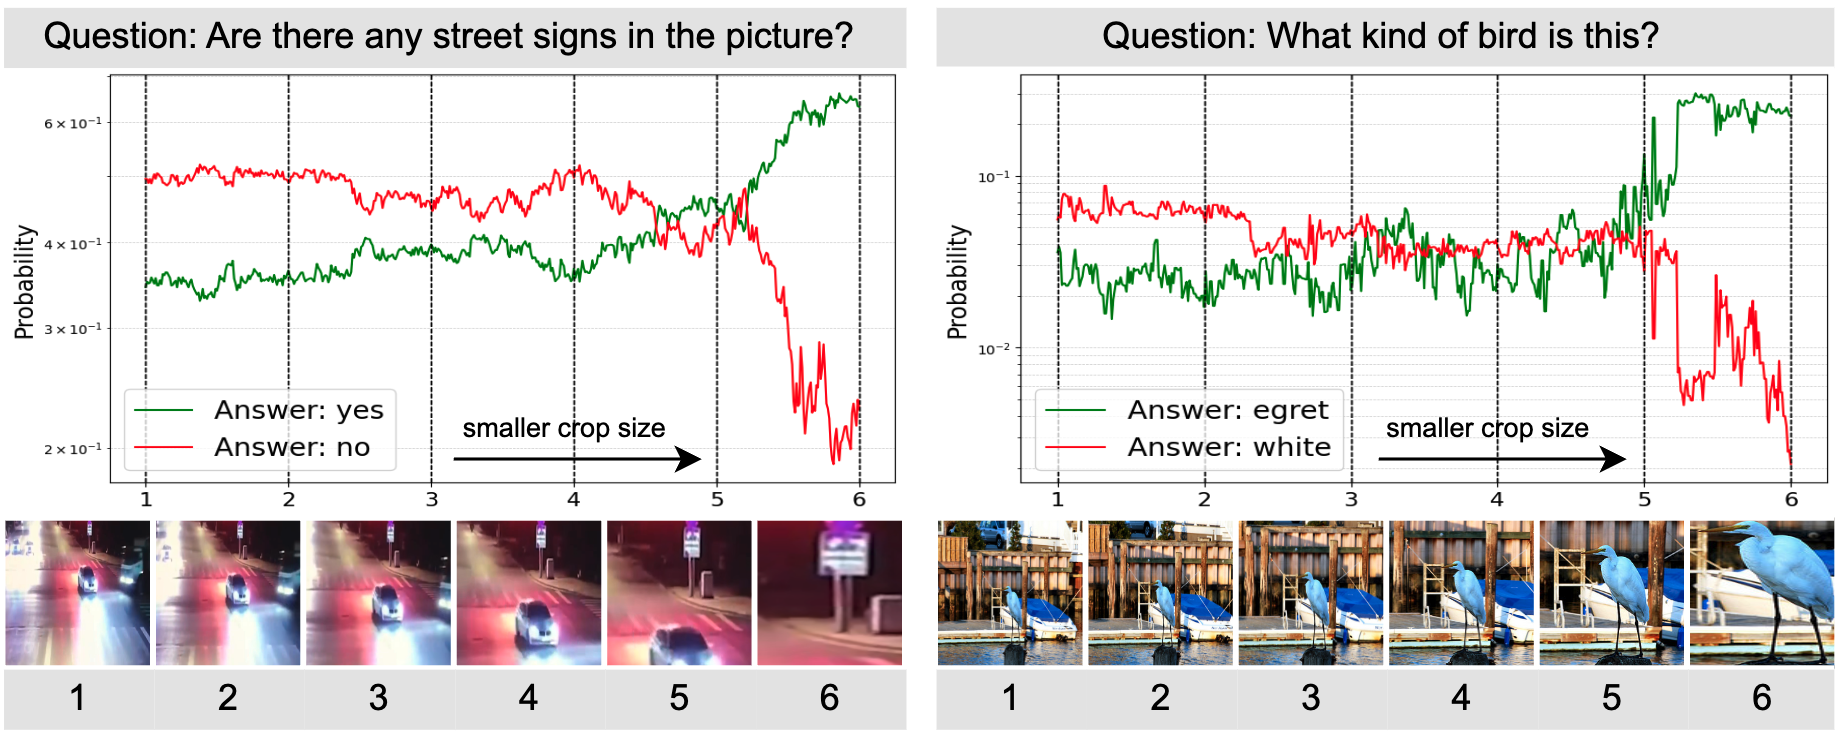 Question: Are there any street signs in the picture?
Probability
6 × 10⁻¹
4 × 10⁻¹
3 × 10⁻¹
2 × 10⁻¹
Answer: yes
Answer: no
smaller crop size
1 2 3 4 5 6
1 2 3 4 5 6
Question: What kind of bird is this?
Probability
10⁻¹
10⁻²
Answer: egret
Answer: white
smaller crop size
1 2 3 4 5 6
1 2 3 4 5 6